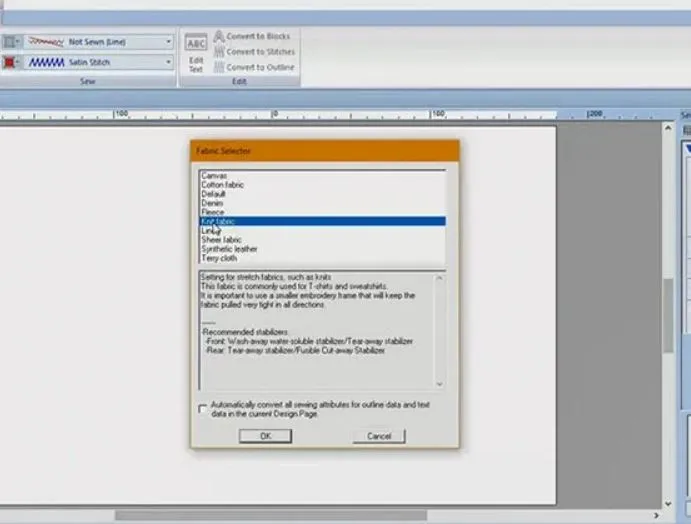 Not Sewn (Line)
Satin Stitch
Sew
ABC
Edit
Text
Convert to Blocks
Convert to Stitches
Convert to Outline
Edit
100
0
100
200
Fabric Selector
Canvas
Cotton fabric
Default
Denim
Fleece
Knit fabric
Linen
Sheer fabric
Synthetic leather
Terry cloth
Setting for stretch fabrics, such as knits
This fabric is commonly used for T-shirts and sweatshirts.
It is important to use a smaller embroidery frame that will keep the
fabric pulled very tight in all directions.
-----
-Recommended stabilizers:
-Front: Wash-away water-soluble stabilizer/Tear-away stabilizer
-Rear: Tear-away stabilizer/Fusible Cut-away Stabilizer
Automatically convert all sewing attributes for outline data and text
data in the current Design Page.
OK
Cancel